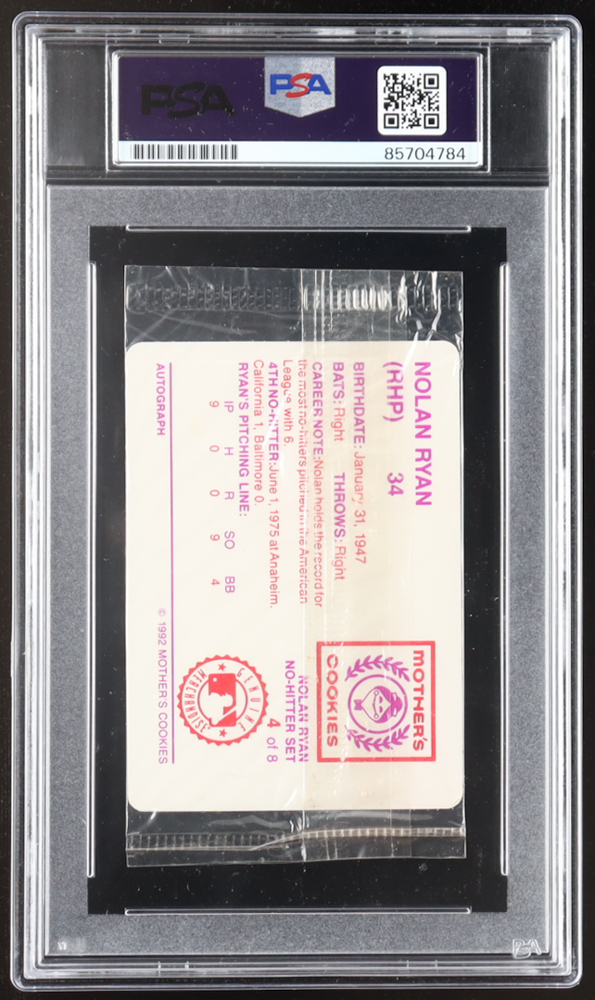 PSA
PSA
85704784
NOLAN RYAN
(RHP) 34
BIRTHDATE: January 31, 1947
BATS: Right THROWS: Right
CAREER NOTE: Nolan holds the record for
the most no-hitters pitched in the American
League with 6.
4TH NO-HITTER: June 1, 1975 at Anaheim.
California 1, Baltimore 0.
RYAN'S PITCHING LINE:
IP H R SO BB
9 0 0 9 4
AUTOGRAPH
MOTHER'S
COOKIES
NOLAN RYAN
NO-HITTER SET
4 of 8
GENUINE
MERCHANDISE
© 1992 MOTHER'S COOKIES
PSA